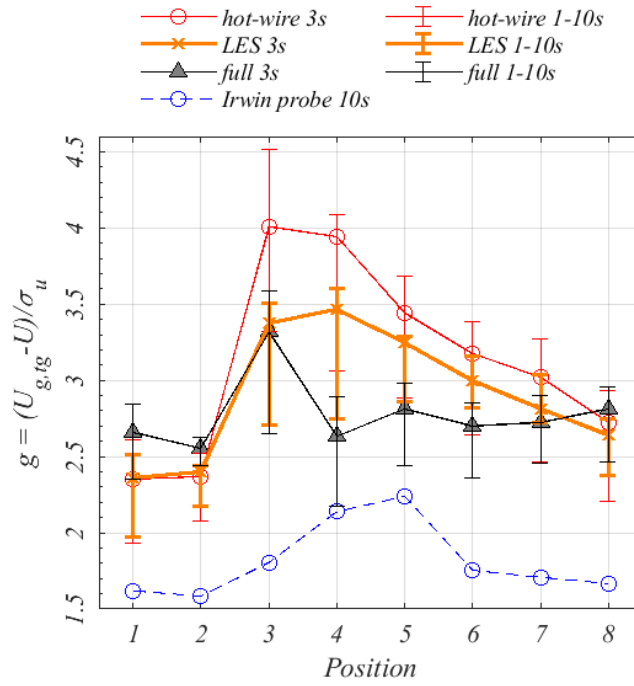 hot-wire 3s hot-wire 1-10s
LES 3s LES 1-10s
full 3s full 1-10s
Irwin probe 10s
4.5
4
3.5
3
2.5
2
1.5
g = (U_{g,tg} -U)/σ_u
1 2 3 4 5 6 7 8
Position